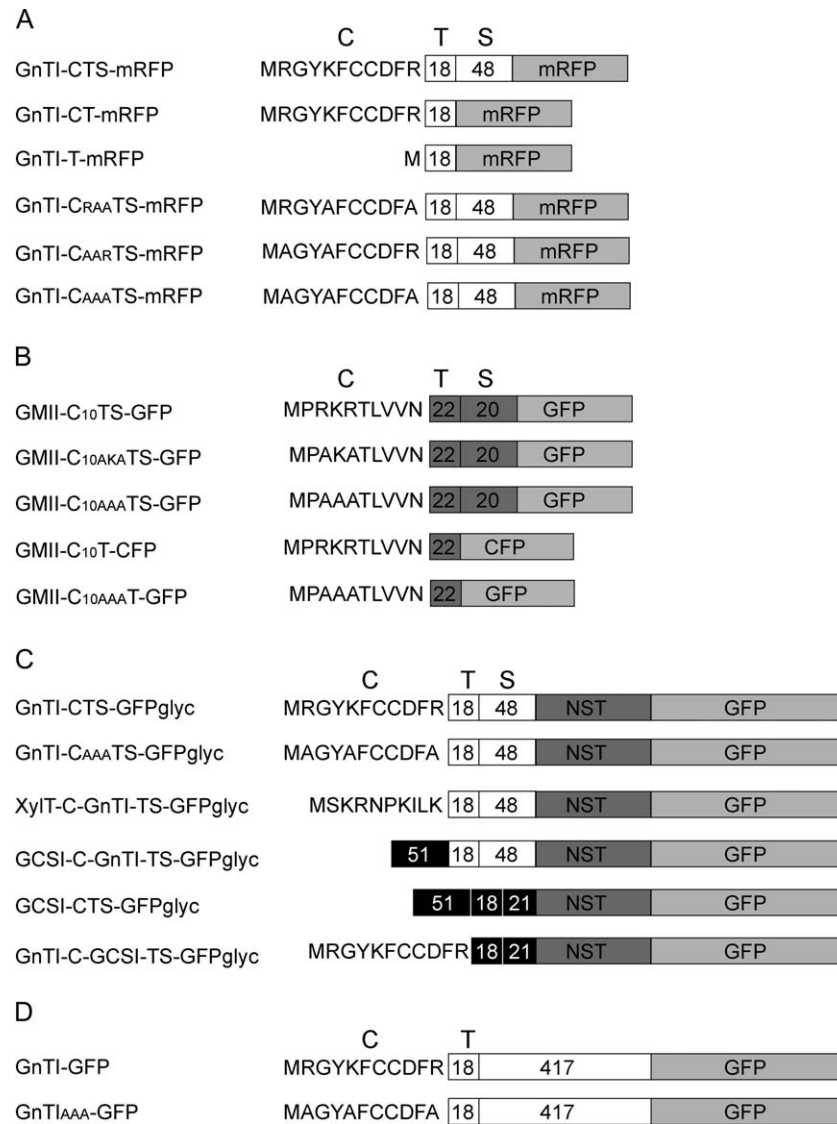 A
C T S
GnTI-CTS-mRFP MRGYKFCCDFR 18 48 mRFP
GnTI-CT-mRFP MRGYKFCCDFR 18 mRFP
GnTI-T-mRFP M 18 mRFP
GnTI-CRAATS-mRFP MRGYAFCCDFA 18 48 mRFP
GnTI-CAARTS-mRFP MAGYAFCCDFR 18 48 mRFP
GnTI-CAAATS-mRFP MAGYAFCCDFA 18 48 mRFP
B
C T S
GMII-C10TS-GFP MPRKRTLVVN 22 20 GFP
GMII-C10AKATS-GFP MPAKATLVVN 22 20 GFP
GMII-C10AAATS-GFP MPAAATLVVN 22 20 GFP
GMII-C10T-CFP MPRKRTLVVN 22 CFP
GMII-C10AAAT-GFP MPAAATLVVN 22 GFP
C
C T S
GnTI-CTS-GFPglyc MRGYKFCCDFR 18 48 NST GFP
GnTI-CAAATS-GFPglyc MAGYAFCCDFA 18 48 NST GFP
XylT-C-GnTI-TS-GFPglyc MSKRNPKILK 18 48 NST GFP
GCSI-C-GnTI-TS-GFPglyc 51 18 48 NST GFP
GCSI-CTS-GFPglyc 51 18 21 NST GFP
GnTI-C-GCSI-TS-GFPglyc MRGYKFCCDFR 18 21 NST GFP
D
C T
GnTI-GFP MRGYKFCCDFR 18 417 GFP
GnTIAAA-GFP MAGYAFCCDFA 18 417 GFP